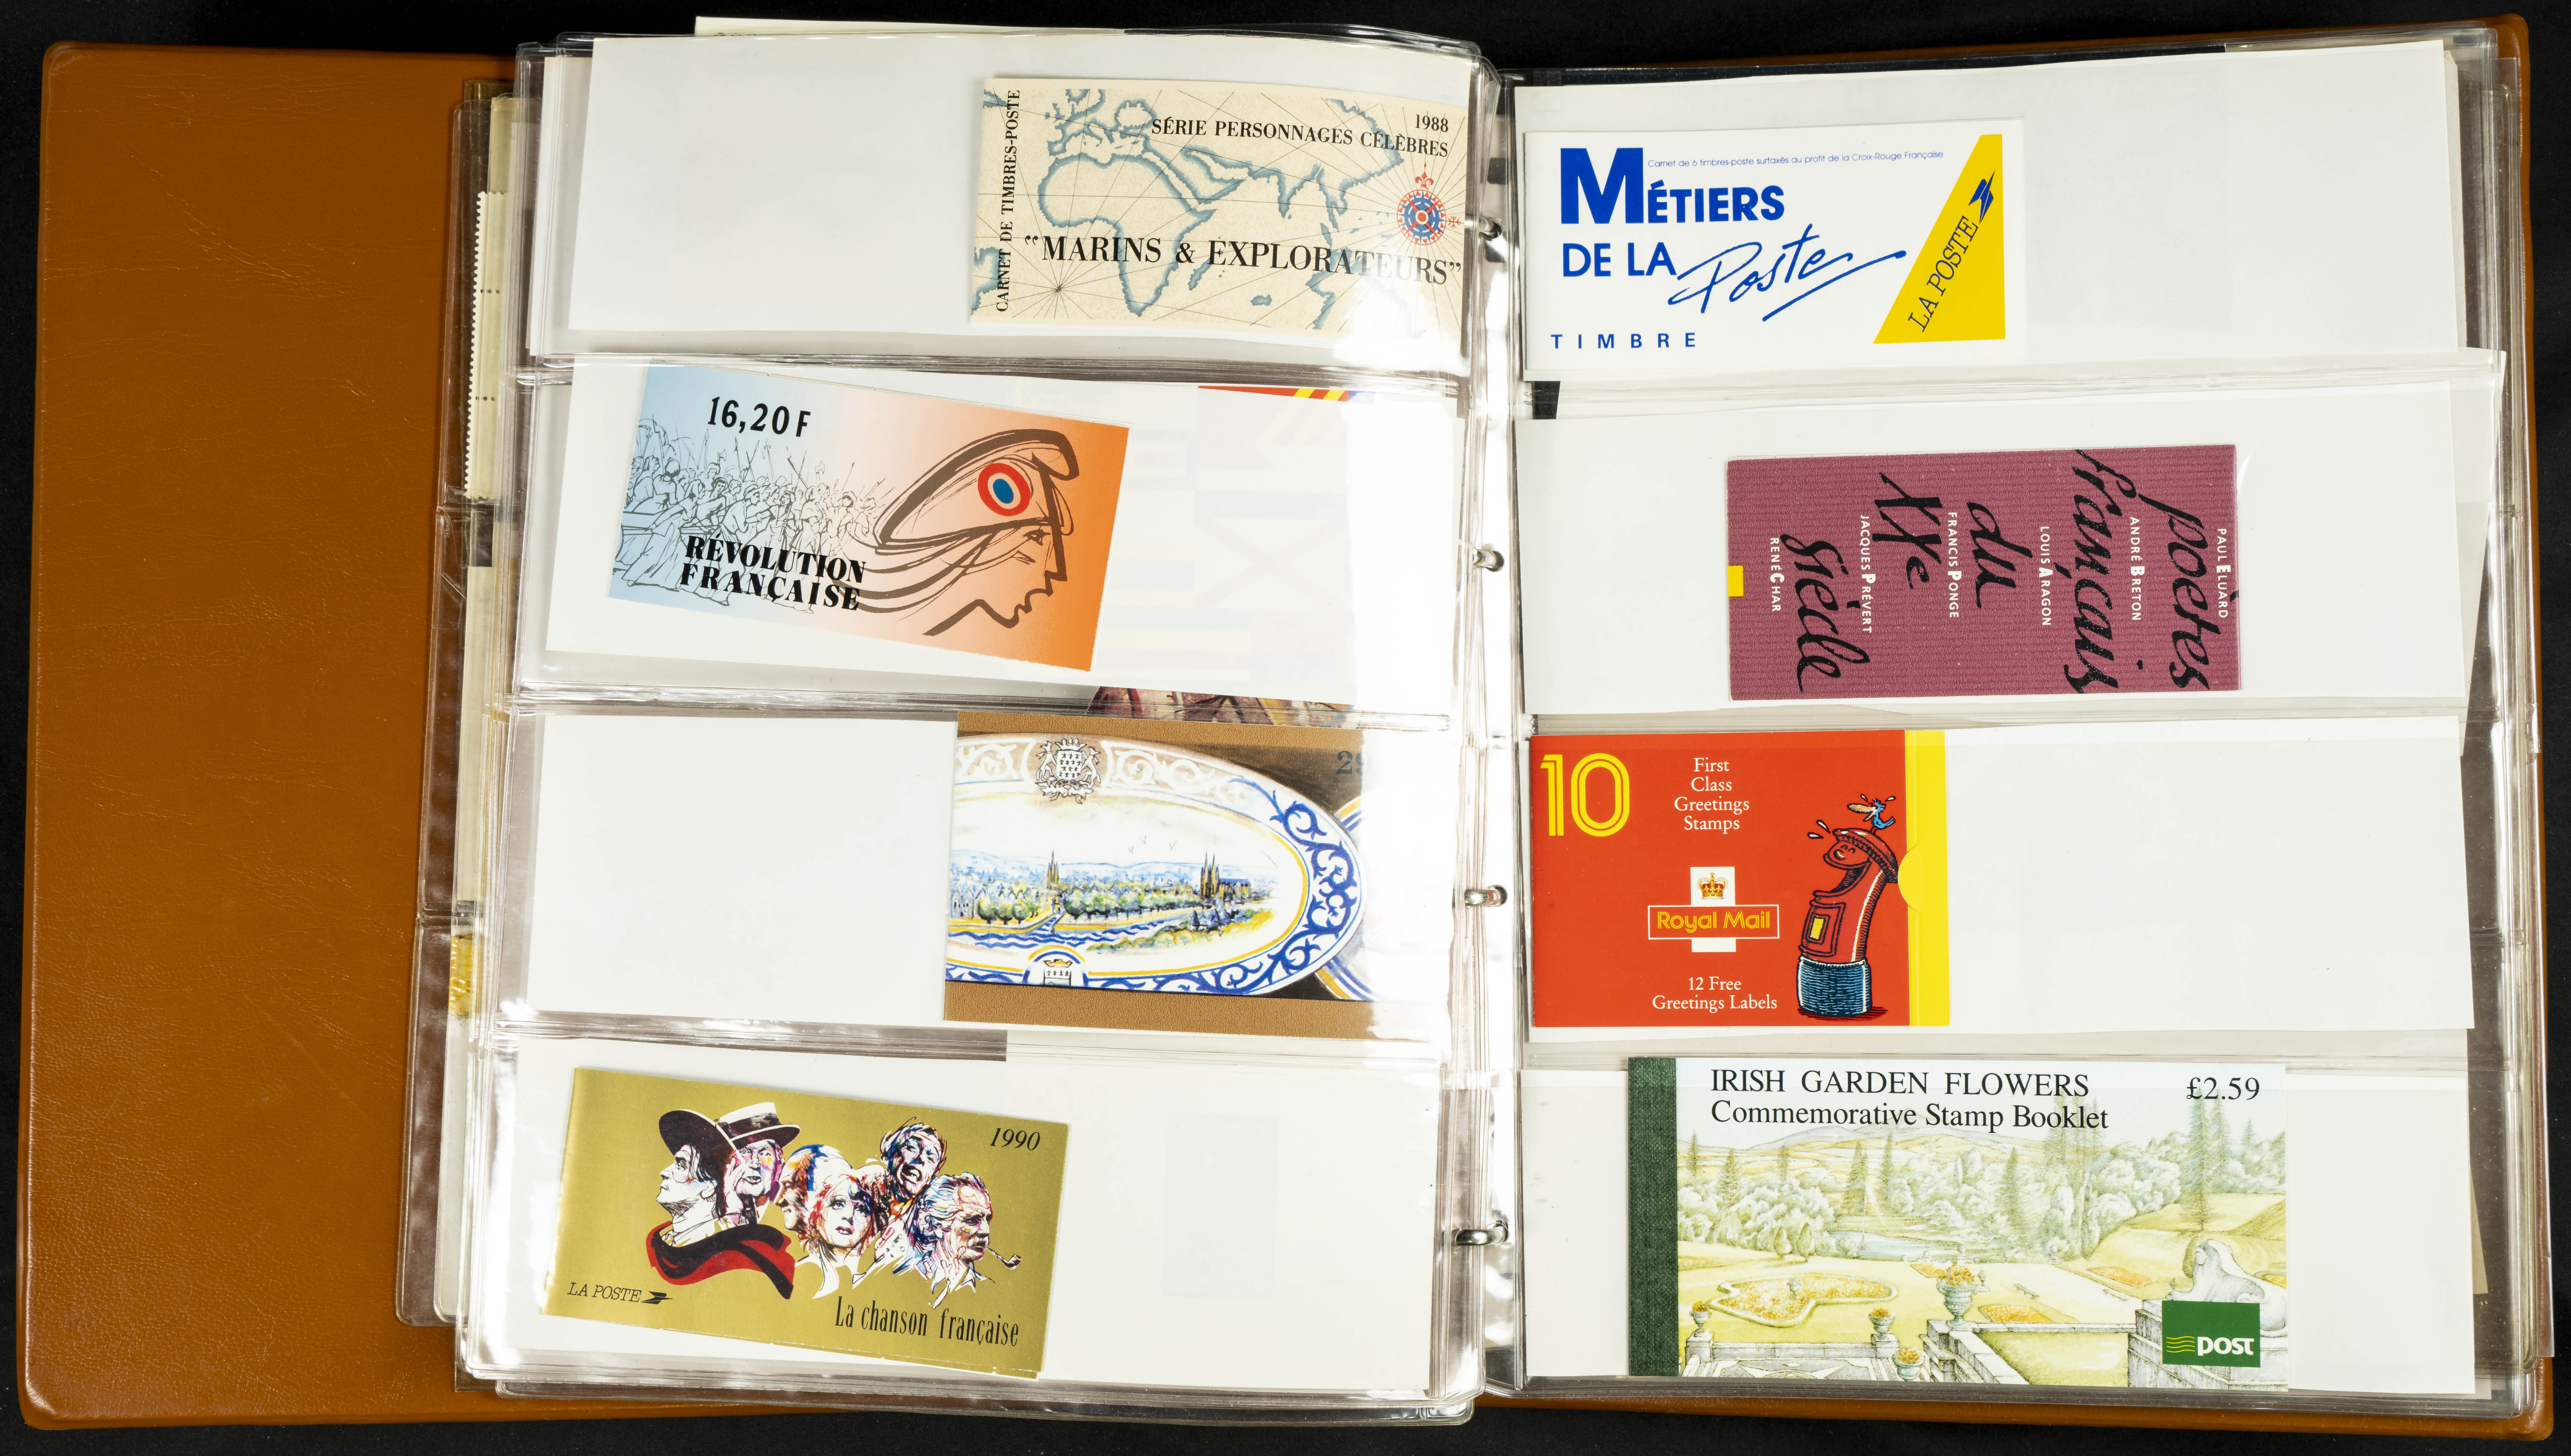 CARNET DE TIMBRES-POSTE
1988
SÉRIE PERSONNAGES CÉLÈBRES
"MARINS & EXPLORATEURS"
16,20 F
RÉVOLUTION
FRANÇAISE
1990
LA POSTE
La chanson française
Carnet de 6 timbres-poste surtaxés au profit de la Croix-Rouge Française
MÉTIERS
DE LA Poste
TIMBRE
LA POSTE
PAUL ELUARD
poètes
ANDRÉ BRETON
français
LOUIS ARAGON
du
FRANCIS PONGE
XXe
JACQUES PRÉVERT
siècle
RENÉ CHAR
10
First
Class
Greetings
Stamps
Royal Mail
12 Free
Greetings Labels
IRISH GARDEN FLOWERS £2.59
Commemorative Stamp Booklet
post